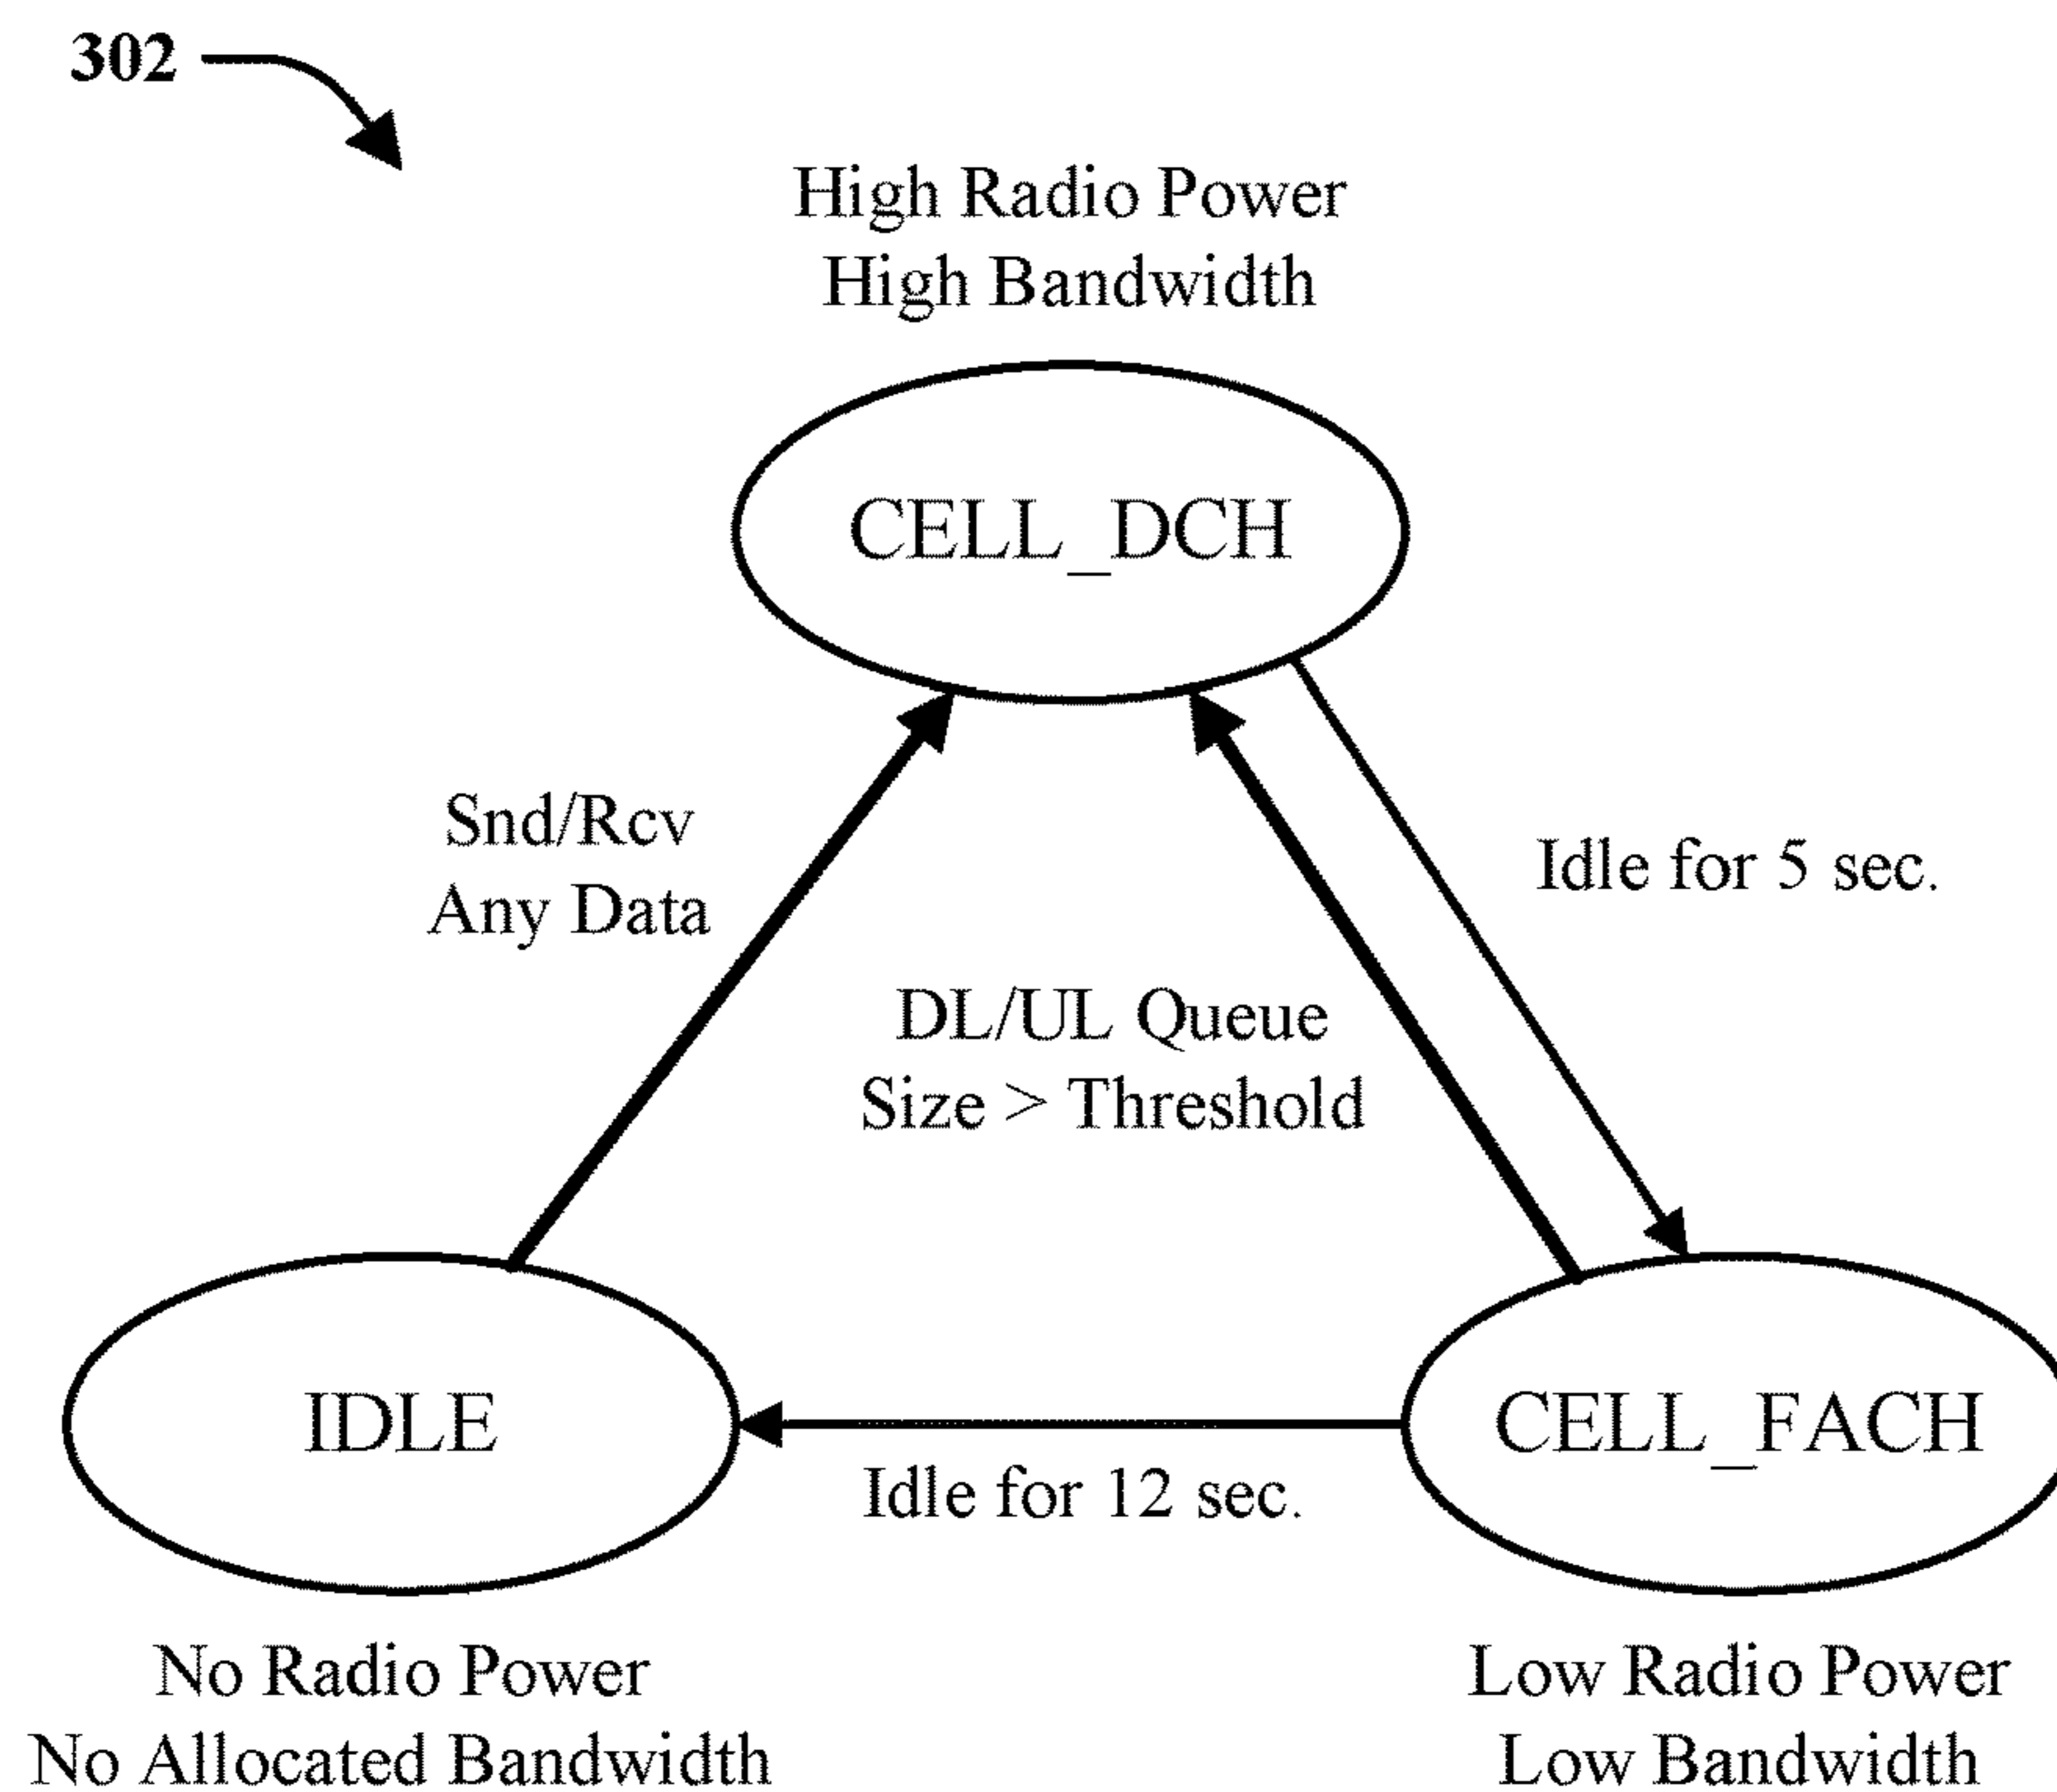 302
High Radio Power
High Bandwidth
CELL_DCH
Snd/Rcv
Any Data
Idle for 5 sec.
DL/UL Queue
Size > Threshold
IDLE
CELL_FACH
Idle for 12 sec.
No Radio Power
No Allocated Bandwidth
Low Radio Power
Low Bandwidth